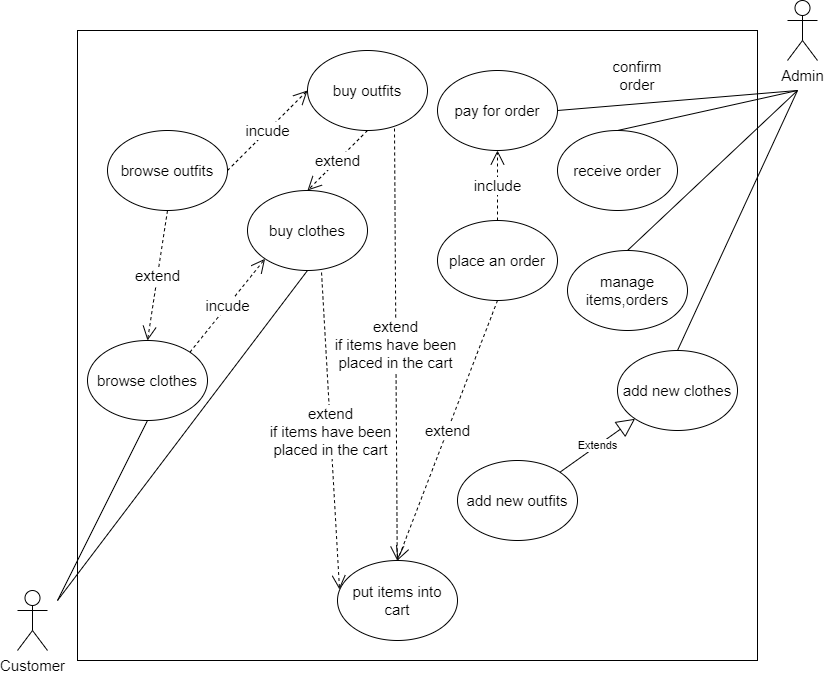 Admin
confirm
order
buy outfits
pay for order
incude
browse outfits
extend
receive order
include
buy clothes
place an order
extend
manage
items,orders
incude
extend
if items have been
placed in the cart
browse clothes
add new clothes
extend
if items have been
placed in the cart
extend
Extends
add new outfits
put items into
cart
Customer